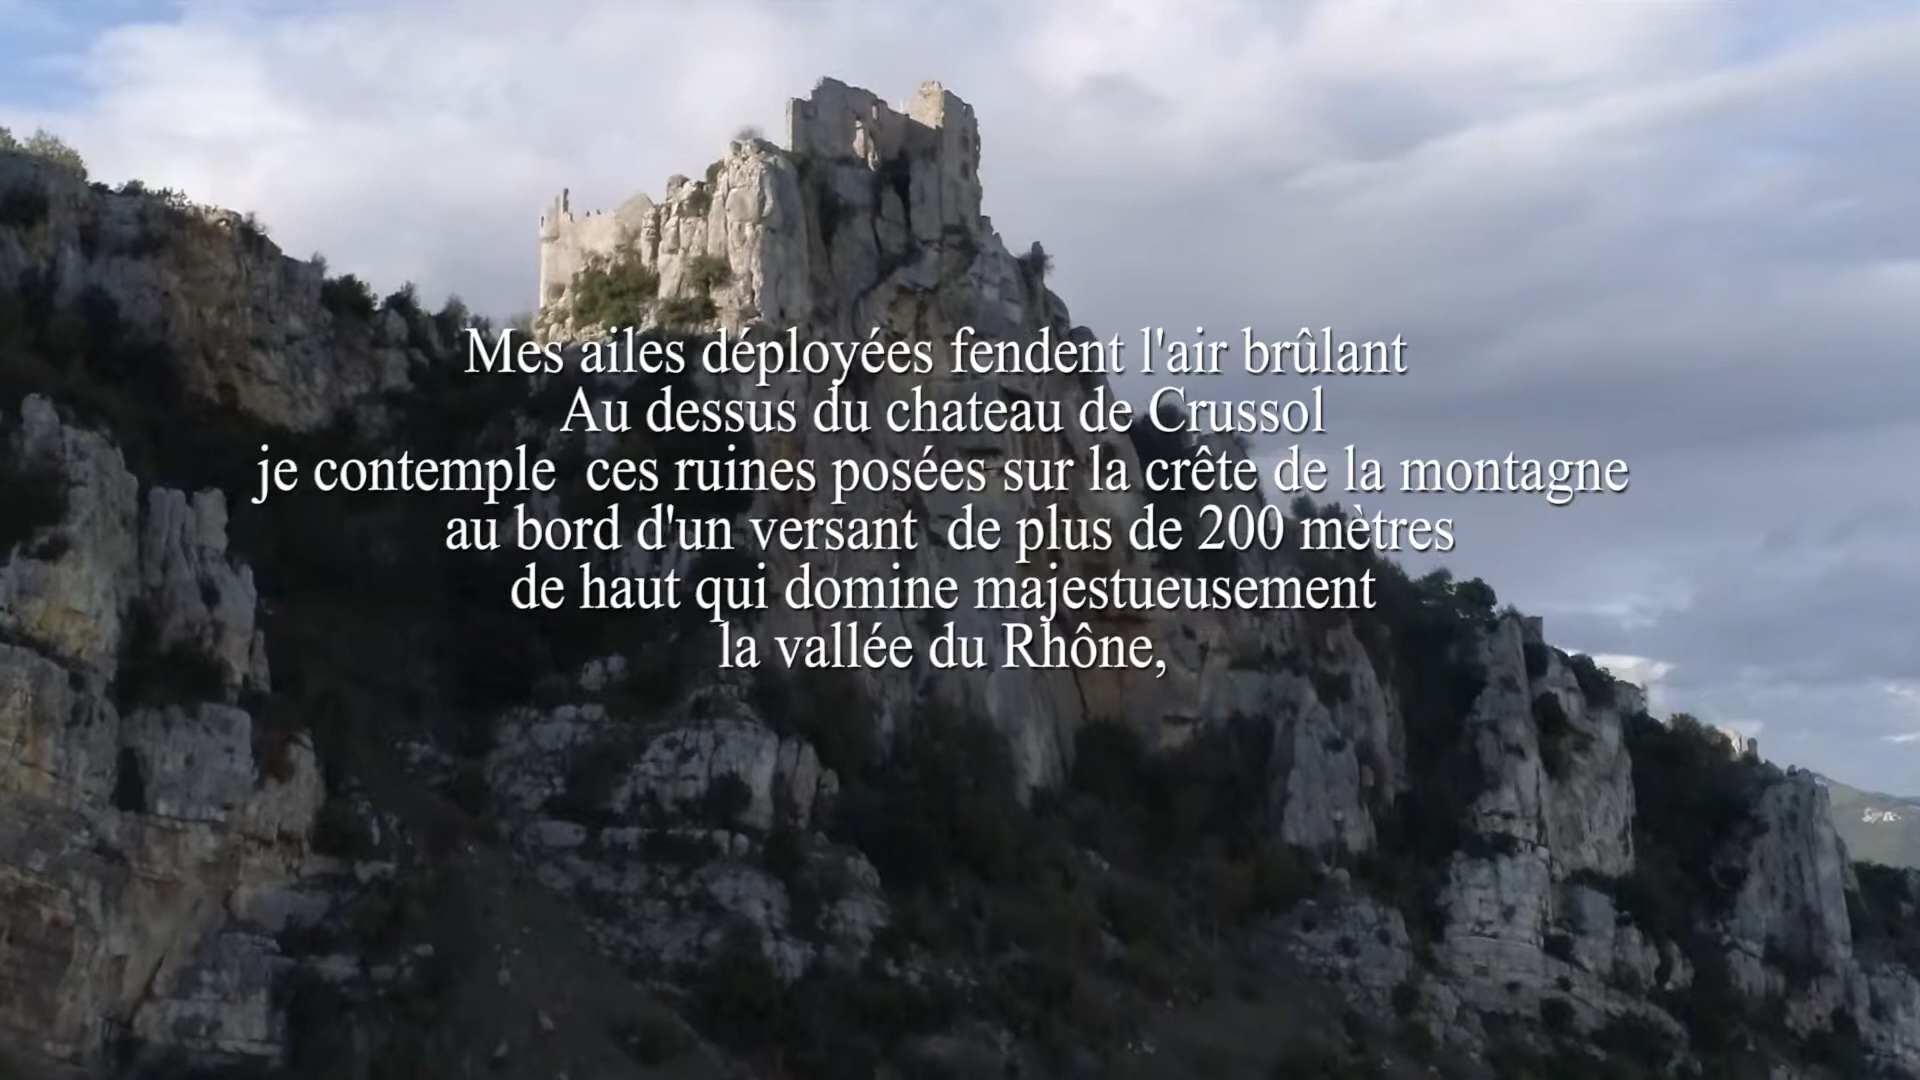 Mes ailes déployées fendent l'air brûlant
Au dessus du chateau de Crussol
je contemple  ces ruines posées sur la crête de la montagne
au bord d'un versant  de plus de 200 mètres
de haut qui domine majestueusement
la vallée du Rhône,